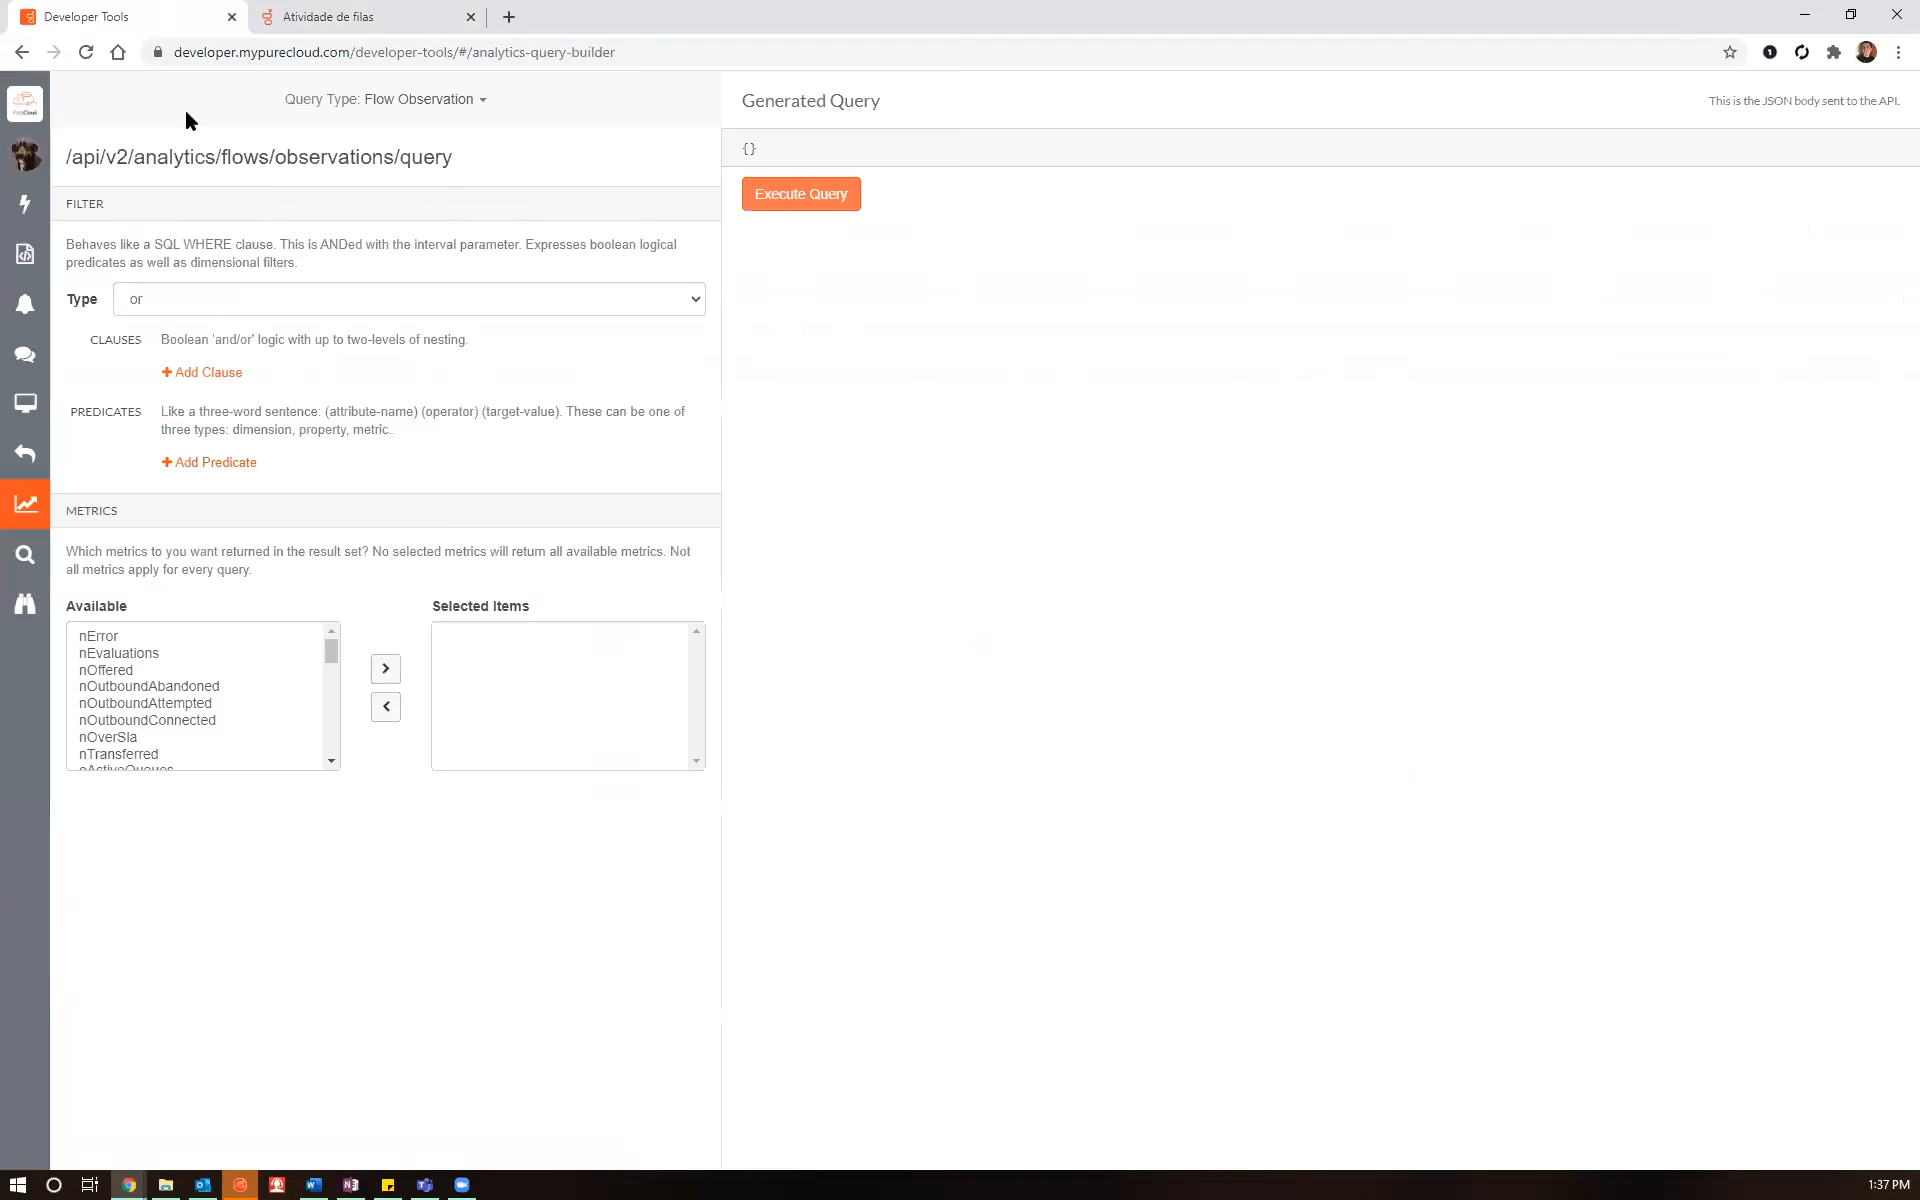 Developer Tools
Atividade de filas
developer.mypurecloud.com/developer-tools/#/analytics-query-builder
Query Type: Flow Observation
/api/v2/analytics/flows/observations/query
FILTER
Behaves like a SQL WHERE clause. This is ANDed with the interval parameter. Expresses boolean logical
predicates as well as dimensional filters.
Type or
CLAUSES Boolean 'and/or' logic with up to two-levels of nesting.
+ Add Clause
PREDICATES Like a three-word sentence: (attribute-name) (operator) (target-value). These can be one of
three types: dimension, property, metric..
+ Add Predicate
METRICS
Which metrics to you want returned in the result set? No selected metrics will return all available metrics. Not
all metrics apply for every query.
Available
nError
nEvaluations
nOffered
nOutboundAbandoned
nOutboundAttempted
nOutboundConnected
nOverSla
nTransferred
oActiveQueues
Selected Items
Generated Query
This is the JSON body sent to the API.
{}
Execute Query
1:37 PM